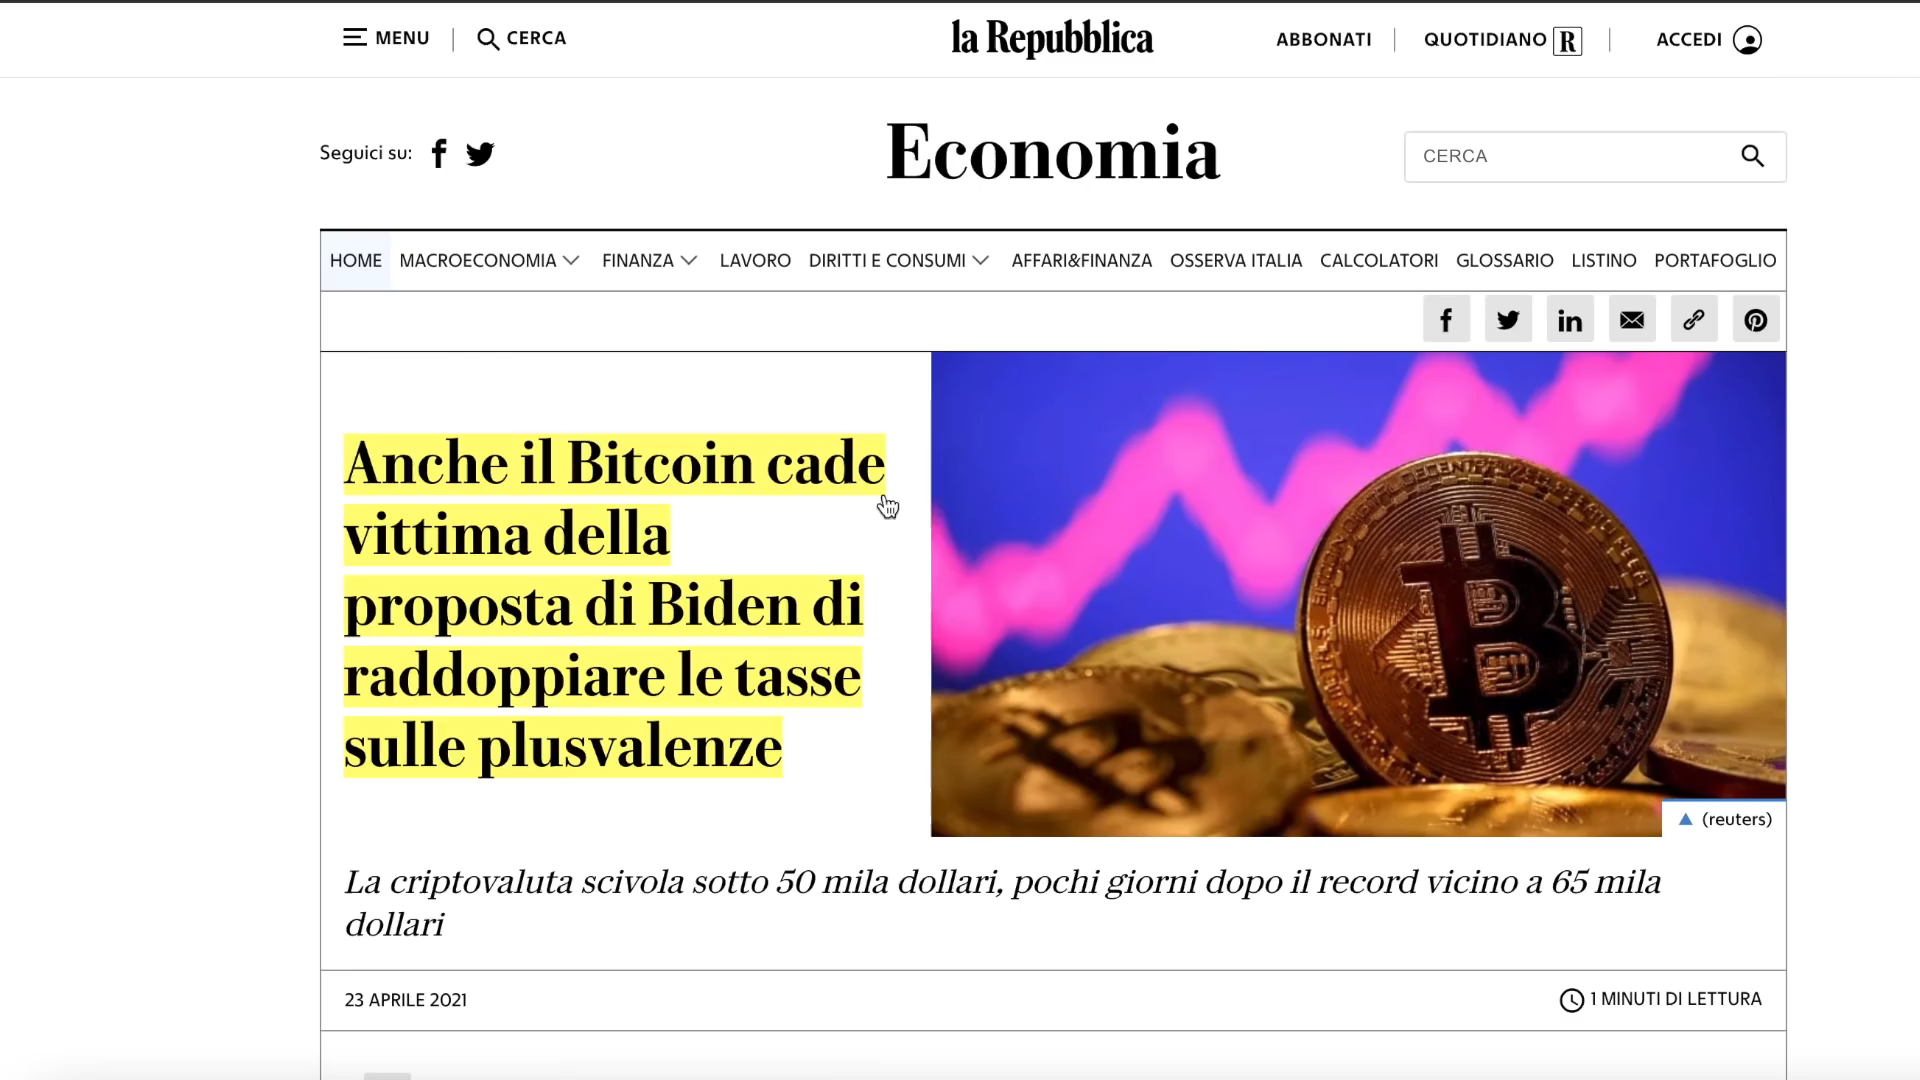 MENU
CERCA
la Repubblica
ABBONATI
QUOTIDIANO R
ACCEDI
Seguici su:
Economia
CERCA
HOME MACROECONOMIA FINANZA LAVORO DIRITTI E CONSUMI AFFARI&FINANZA OSSERVA ITALIA CALCOLATORI GLOSSARIO LISTINO PORTAFOGLIO
Anche il Bitcoin cade
vittima della
proposta di Biden di
raddoppiare le tasse
sulle plusvalenze
(reuters)
La criptovaluta scivola sotto 50 mila dollari, pochi giorni dopo il record vicino a 65 mila
dollari
23 APRILE 2021
1 MINUTI DI LETTURA